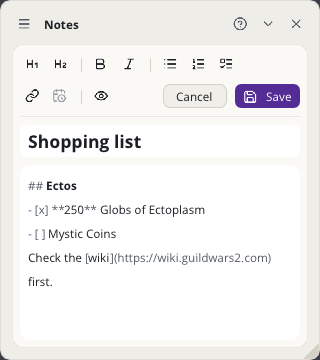 Notes
H1 H2 B I
Cancel Save
Shopping list
## Ectos
- [x] **250** Globs of Ectoplasm
- [ ] Mystic Coins
Check the [wiki](https://wiki.guildwars2.com)
first.